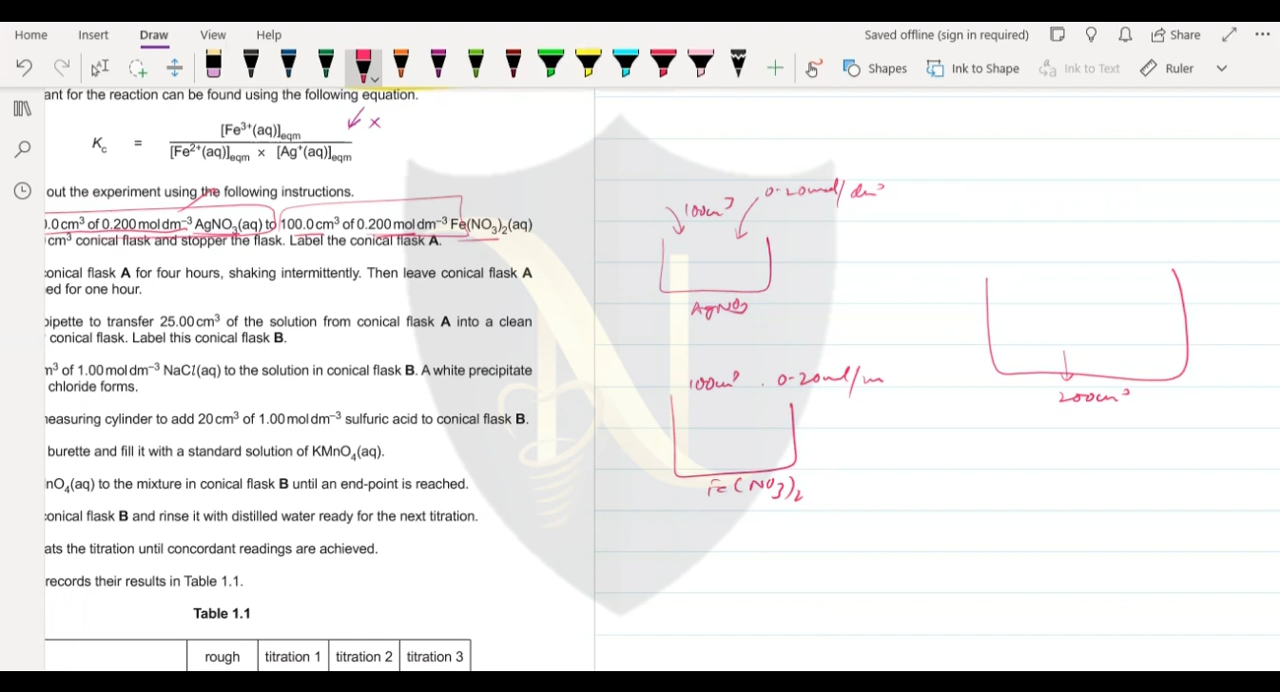 Home Insert Draw View Help
Saved offline (sign in required) Share
Shapes Ink to Shape Ink to Text Ruler
ant for the reaction can be found using the following equation.
x
Kc = [Fe³⁺(aq)]eqm / [Fe²⁺(aq)]eqm × [Ag⁺(aq)]eqm
out the experiment using the following instructions.
.0 cm³ of 0.200 mol dm⁻³ AgNO₃(aq) to 100.0 cm³ of 0.200 mol dm⁻³ Fe(NO₃)₂(aq)
cm³ conical flask and stopper the flask. Label the conical flask A.
onical flask A for four hours, shaking intermittently. Then leave conical flask A
ed for one hour.
pipette to transfer 25.00 cm³ of the solution from conical flask A into a clean
conical flask. Label this conical flask B.
m³ of 1.00 mol dm⁻³ NaCl(aq) to the solution in conical flask B. A white precipitate
chloride forms.
measuring cylinder to add 20 cm³ of 1.00 mol dm⁻³ sulfuric acid to conical flask B.
burette and fill it with a standard solution of KMnO₄(aq).
nO₄(aq) to the mixture in conical flask B until an end-point is reached.
conical flask B and rinse it with distilled water ready for the next titration.
ats the titration until concordant readings are achieved.
records their results in Table 1.1.
Table 1.1
rough titration 1 titration 2 titration 3
100cm³ 0.20mol/dm³
AgNO₃
100cm³ . 0.20mol/m
Fe(NO3)₂
200cm³